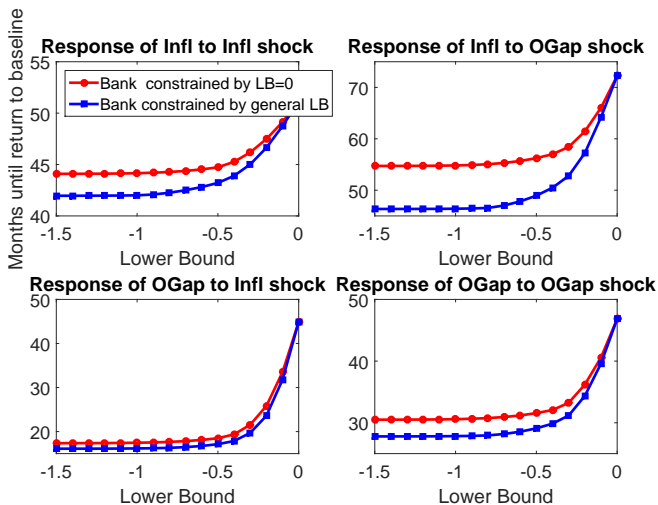 Response of Infl to Infl shock
Months until return to baseline
55
50
45
40
-1.5
-1
-0.5
0
Lower Bound
Bank constrained by LB=0
Bank constrained by general LB
Response of Infl to OGap shock
70
60
50
-1.5
-1
-0.5
0
Lower Bound
Response of OGap to Infl shock
50
40
30
20
-1.5
-1
-0.5
0
Lower Bound
Response of OGap to OGap shock
50
40
30
-1.5
-1
-0.5
0
Lower Bound